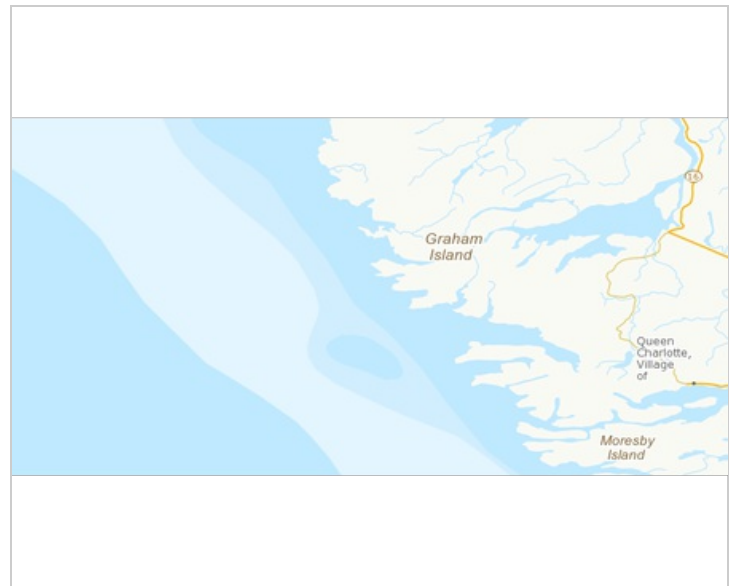 16
Graham
Island
Queen
Charlotte,
Village
of
Moresby
Island